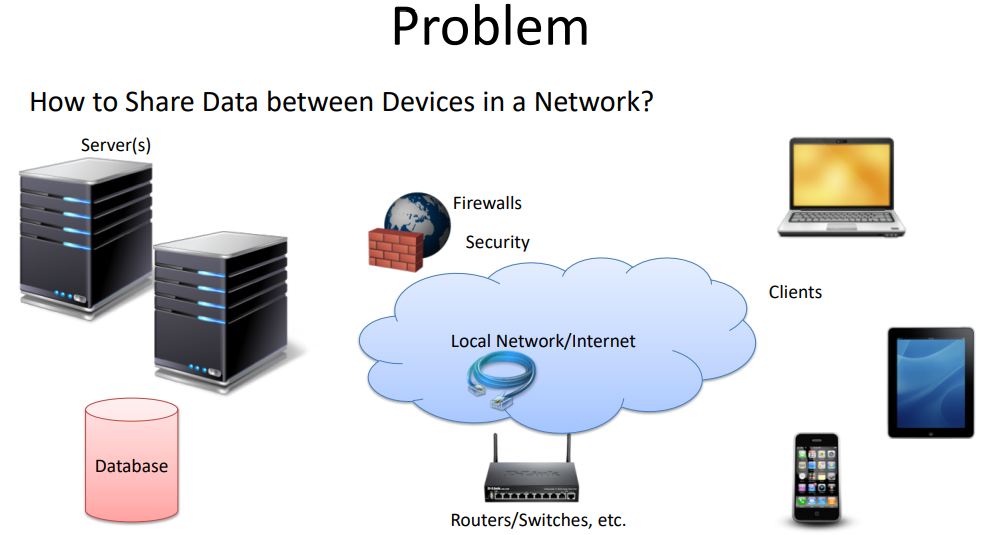 Problem
How to Share Data between Devices in a Network?
Server(s)
Firewalls
Security
Clients
Local Network/Internet
Database
D-Link
Routers/Switches, etc.